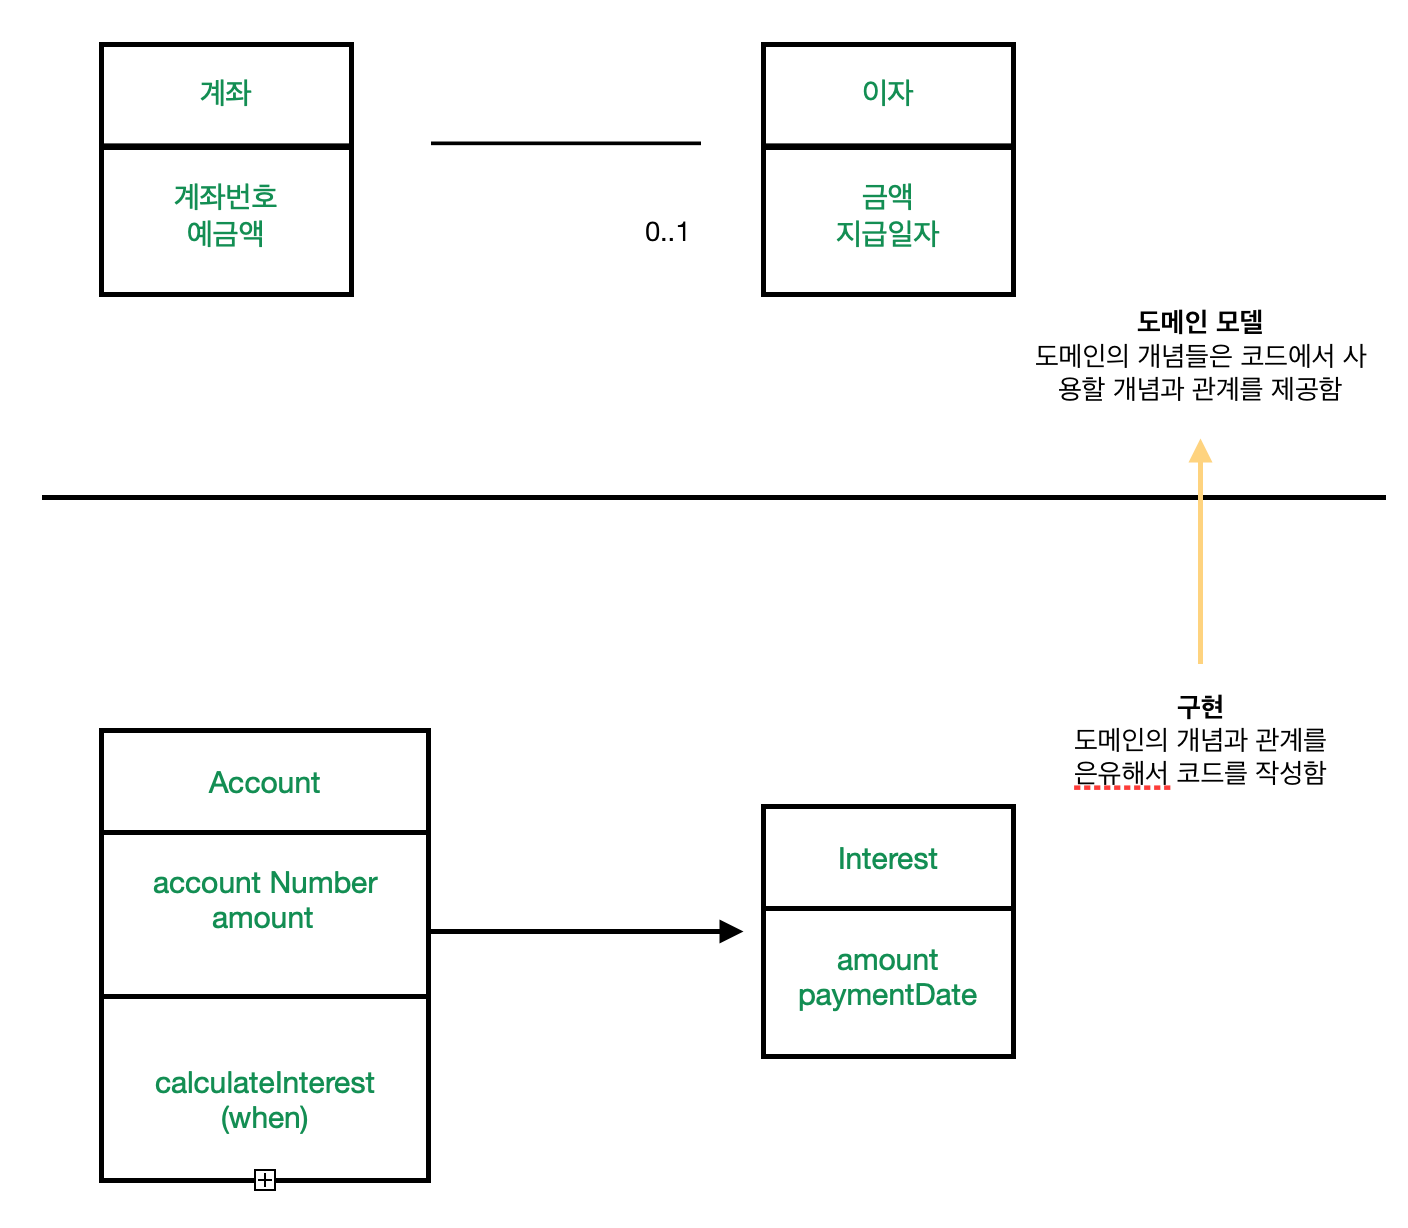 계좌
계좌번호
예금액
이자
금액
지급일자
0..1
도메인 모델
도메인의 개념들은 코드에서 사
용할 개념과 관계를 제공함
구현
도메인의 개념과 관계를
은유해서 코드를 작성함
Account
account Number
amount
calculateInterest
(when)
Interest
amount
paymentDate